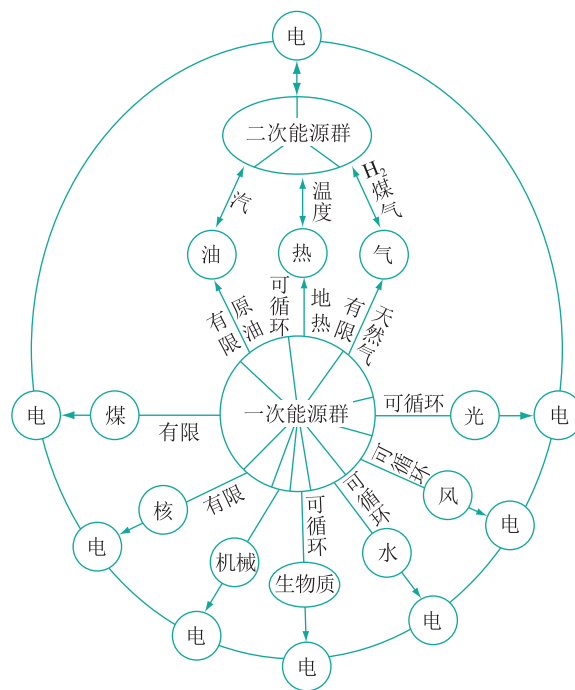 电
二次能源群
汽
温度
H₂
煤气
油
热
气
有限
原油
可循环
地热
有限
天然气
一次能源群
电
煤
有限
可循环
光
电
电
核
有限
可循环
风
电
机械
可循环
生物质
可循环
水
电
电
电